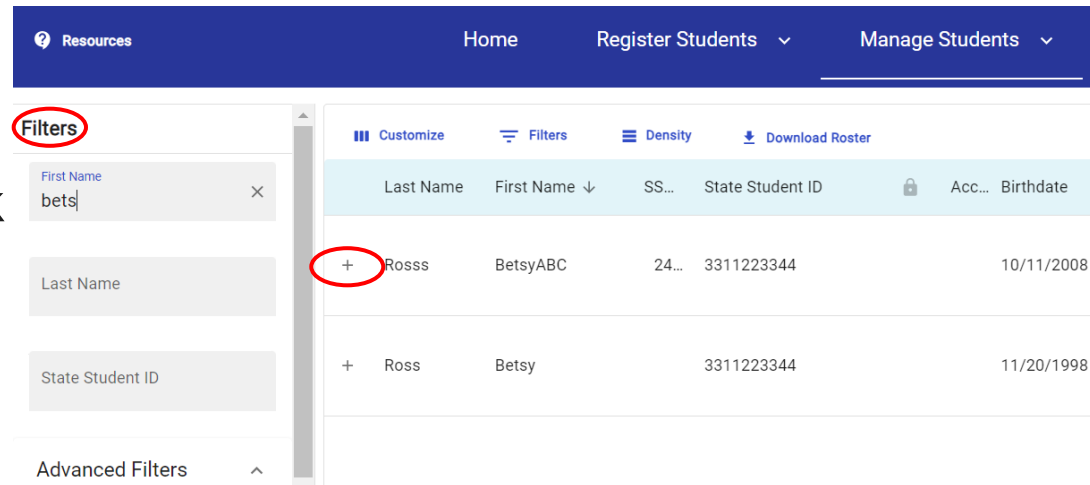 Resources Home Register Students Manage Students
Filters
First Name
bets
Last Name
State Student ID
Advanced Filters
Customize Filters Density Download Roster
Last Name First Name SS... State Student ID Acc... Birthdate
+ Rosss BetsyABC 24... 3311223344 10/11/2008
+ Ross Betsy 3311223344 11/20/1998